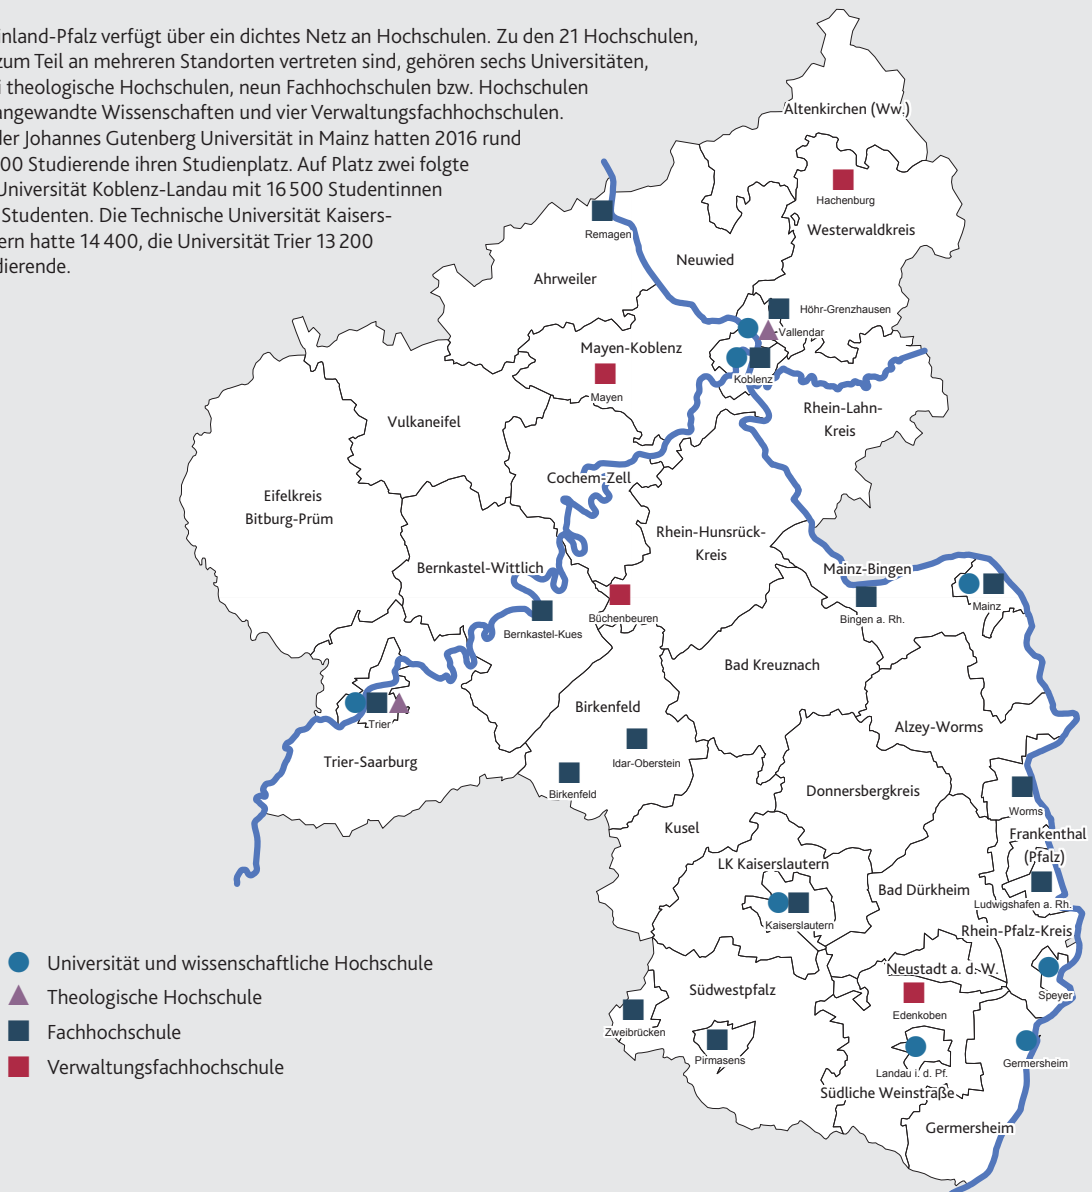 inland-Pfalz verfügt über ein dichtes Netz an Hochschulen. Zu den 21 Hochschulen,
zum Teil an mehreren Standorten vertreten sind, gehören sechs Universitäten,
i theologische Hochschulen, neun Fachhochschulen bzw. Hochschulen
angewandte Wissenschaften und vier Verwaltungsfachhochschulen.
der Johannes Gutenberg Universität in Mainz hatten 2016 rund
00 Studierende ihren Studienplatz. Auf Platz zwei folgte
Universität Koblenz-Landau mit 16 500 Studentinnen
Studenten. Die Technische Universität Kaisers-
ern hatte 14 400, die Universität Trier 13 200
dierende.
Altenkirchen (Ww.)
Hachenburg
Westerwaldkreis
Remagen
Neuwied
Ahrweiler
Höhr-Grenzhausen
Vallendar
Mayen-Koblenz
Koblenz
Mayen
Rhein-Lahn-
Kreis
Vulkaneifel
Cochem-Zell
Eifelkreis
Bitburg-Prüm
Rhein-Hunsrück-
Kreis
Bernkastel-Wittlich
Mainz-Bingen
Mainz
Büchenbeuren
Bingen a. Rh.
Bernkastel-Kues
Bad Kreuznach
Birkenfeld
Trier
Alzey-Worms
Trier-Saarburg
Idar-Oberstein
Birkenfeld
Donnersbergkreis
Worms
Kusel
Frankenthal
(Pfalz)
LK Kaiserslautern
Bad Dürkheim
Ludwigshafen a. Rh.
Kaiserslautern
Rhein-Pfalz-Kreis
Neustadt a. d. W.
Südwestpfalz
Speyer
Edenkoben
Zweibrücken
Pirmasens
Germersheim
Landau i. d. Pf.
Südliche Weinstraße
Germersheim
Universität und wissenschaftliche Hochschule
Theologische Hochschule
Fachhochschule
Verwaltungsfachhochschule